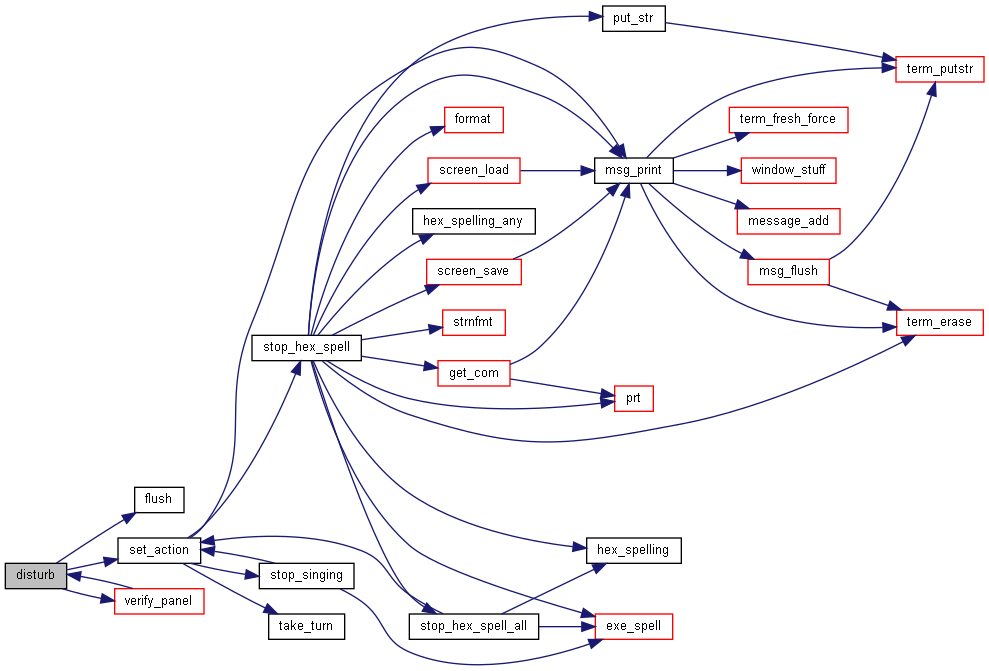 put_str
term_putstr
format
term_fresh_force
screen_load
msg_print
window_stuff
hex_spelling_any
message_add
screen_save
msg_flush
strnfmt
term_erase
stop_hex_spell
get_com
prt
flush
set_action
hex_spelling
disturb
stop_singing
verify_panel
take_turn
stop_hex_spell_all
exe_spell